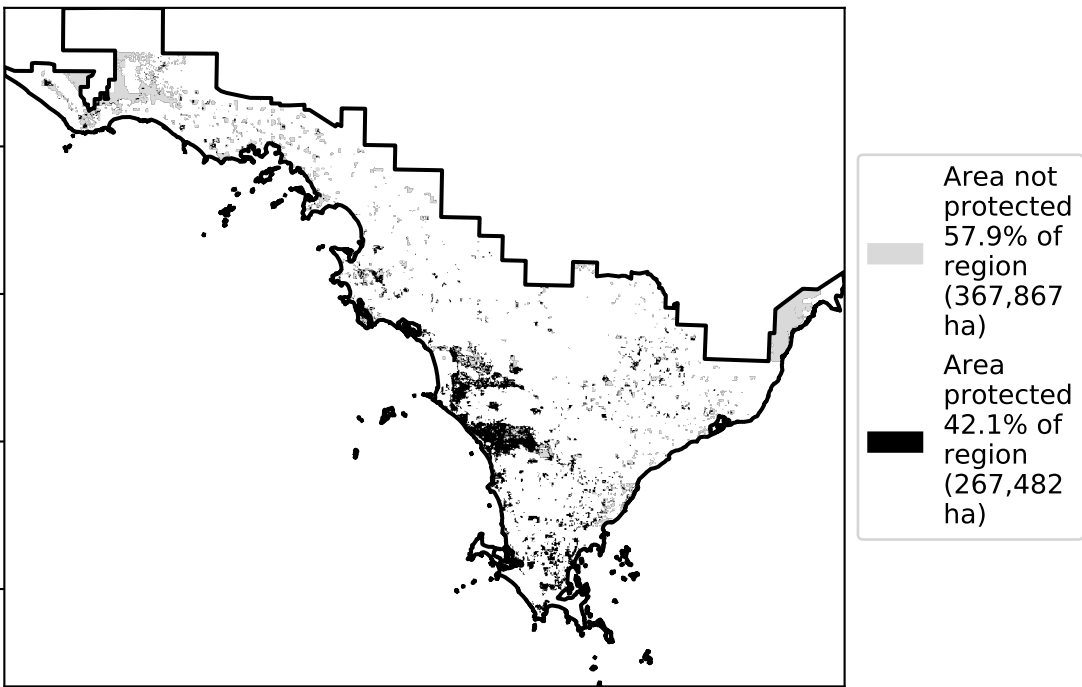 Area not
protected
57.9% of
region
(367,867
ha)
Area
protected
42.1% of
region
(267,482
ha)